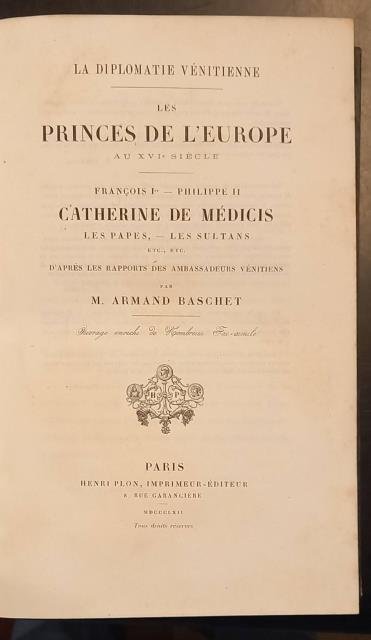 LA DIPLOMATIE VÉNITIENNE
LES
PRINCES DE L'EUROPE
AU XVIe SIÈCLE
FRANÇOIS Ier — PHILIPPE II
CATHERINE DE MÉDICIS
LES PAPES, — LES SULTANS
ETC., ETC.
D'APRÈS LES RAPPORTS DES AMBASSADEURS VÉNITIENS
PAR
M. ARMAND BASCHET
Ouvrage enrichi de Nombreux Fac-simile
H P
PARIS
HENRI PLON, IMPRIMEUR-ÉDITEUR
8, RUE GARANCIÈRE
MDCCCLXII
Tous droits réservés